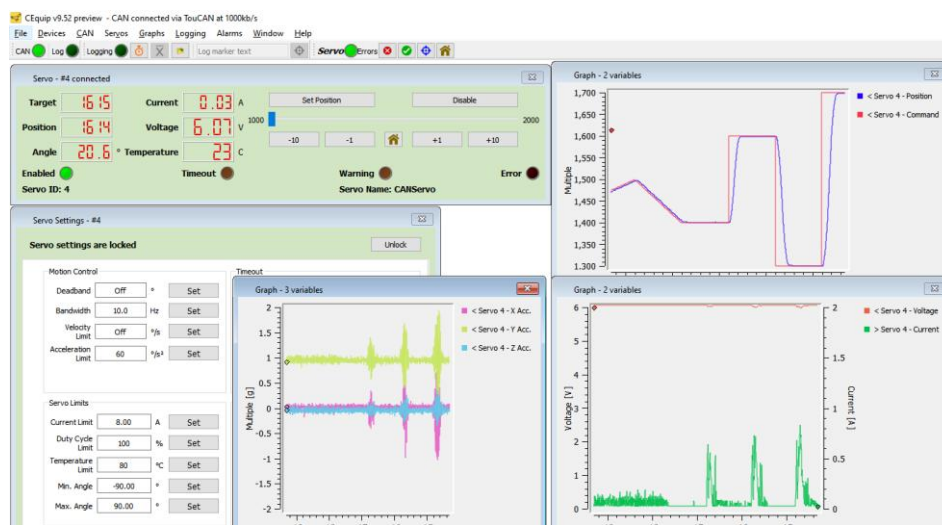 CEquip v9.52 preview - CAN connected via TouCAN at 1000kb/s
File Devices CAN Servos Graphs Logging Alarms Window Help
CAN Log Logging Log marker text Servo Errors
Servo - #4 connected
Target 1615 Current 0.03 A Set Position Disable
Position 1614 Voltage 6.07 V 1000 2000
-10 -1 +1 +10
Angle 20.6 ° Temperature 23 C
Enabled Timeout Warning Error
Servo ID: 4 Servo Name: CANServo
Servo Settings - #4
Servo settings are locked Unlock
Motion Control Timeout
Deadband Off ° Set
Bandwidth 10.0 Hz Set
Velocity Limit Off °/s Set
Acceleration Limit 60 °/s² Set
Servo Limits
Current Limit 8.00 A Set
Duty Cycle Limit 100 % Set
Temperature Limit 80 °C Set
Min. Angle -90.00 ° Set
Max. Angle 90.00 ° Set
Graph - 3 variables
Multiple [g]
2
1.5
1
0.5
0
-0.5
-1
-1.5
-2
< Servo 4 - X Acc.
< Servo 4 - Y Acc.
< Servo 4 - Z Acc.
Graph - 2 variables
Multiple
1,700
1,650
1,600
1,550
1,500
1,450
1,400
1,350
1,300
< Servo 4 - Position
< Servo 4 - Command
Graph - 2 variables
Voltage [V]
6
5
4
3
2
1
0
2
1.5
1
0.5
0
Current [A]
< Servo 4 - Voltage
> Servo 4 - Current